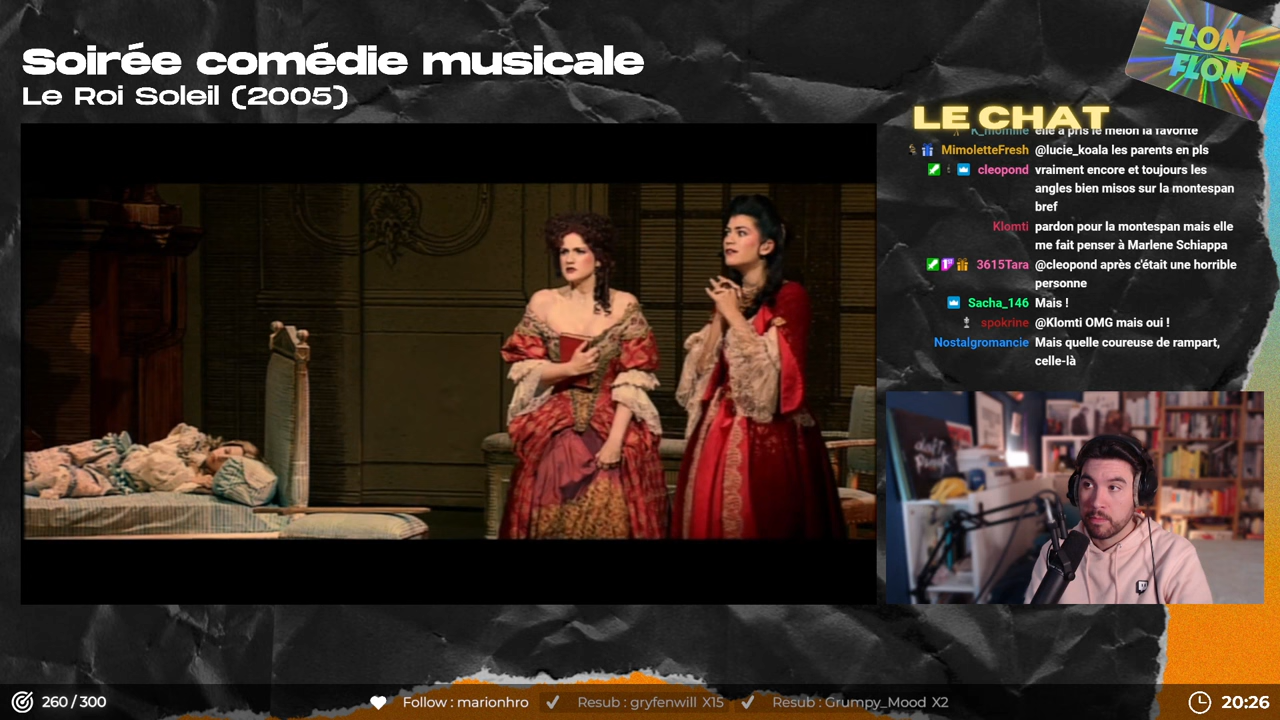 Soirée comédie musicale
Le Roi Soleil (2005)
FLON
FLON
LE CHAT
K_momille elle a pris le melon la favorite
MimoletteFresh @lucie_koala les parents en pls
cleopond vraiment encore et toujours les
angles bien misos sur la montespan
bref
Klomti pardon pour la montespan mais elle
me fait penser à Marlene Schiappa
3615Tara @cleopond après c'était une horrible
personne
Sacha_146 Mais !
spokrine @Klomti OMG mais oui !
Nostalgromancie Mais quelle coureuse de rampart,
celle-là
daft
punk
260 / 300
Follow : marionhro
Resub : gryfenwill X15
Resub : Grumpy_Mood X2
20:26